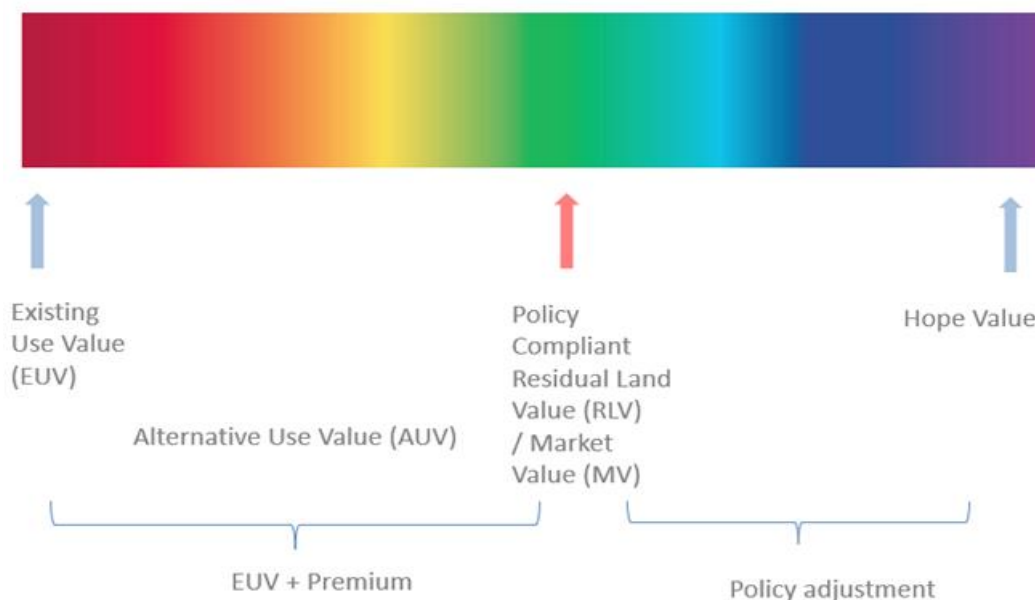 Existing
Use Value
(EUV)
Policy
Compliant
Residual Land
Value (RLV)
/ Market
Value (MV)
Hope Value
Alternative Use Value (AUV)
EUV + Premium
Policy adjustment